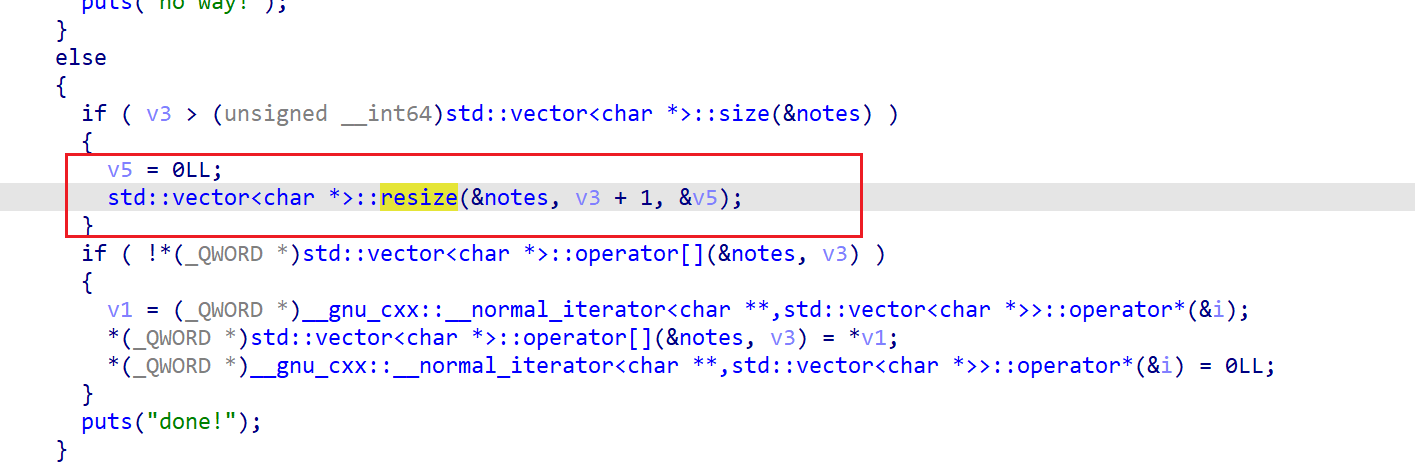 puts("no way!");
}
else
{
if ( v3 > (unsigned __int64)std::vector<char *>::size(&notes) )
{
v5 = 0LL;
std::vector<char *>::resize(&notes, v3 + 1, &v5);
}
if ( !*(_QWORD *)std::vector<char *>::operator[](&notes, v3) )
{
v1 = (_QWORD *)__gnu_cxx::__normal_iterator<char **,std::vector<char *>>::operator*(&i);
*(_QWORD *)std::vector<char *>::operator[](&notes, v3) = *v1;
*(_QWORD *)__gnu_cxx::__normal_iterator<char **,std::vector<char *>>::operator*(&i) = 0LL;
}
puts("done!");
}